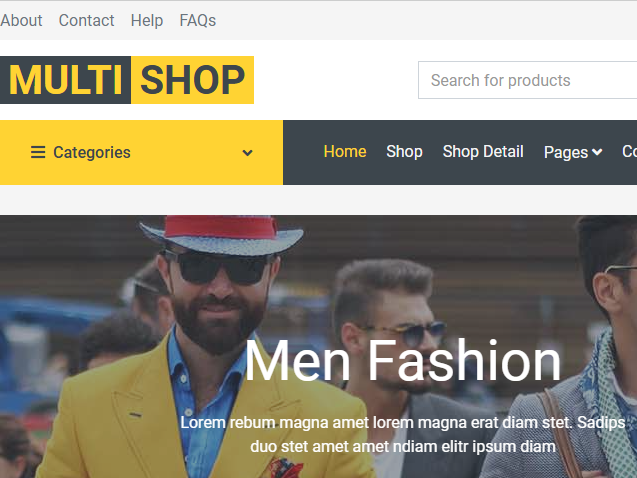 About Contact Help FAQs
MULTI SHOP
Search for products
Categories
Home Shop Shop Detail Pages
Men Fashion
Lorem rebum magna amet lorem magna erat diam stet. Sadips
duo stet amet amet ndiam elitr ipsum diam